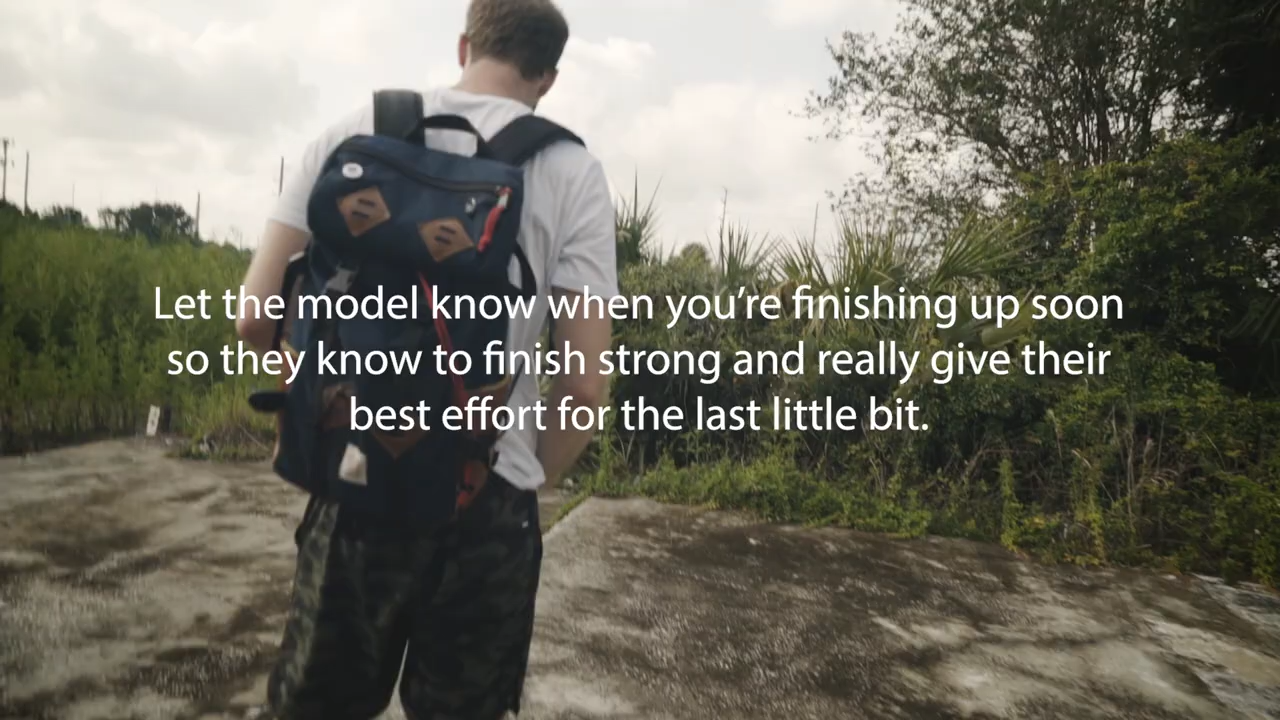 Let the model know when you’re finishing up soon
so they know to finish strong and really give their
best effort for the last little bit.